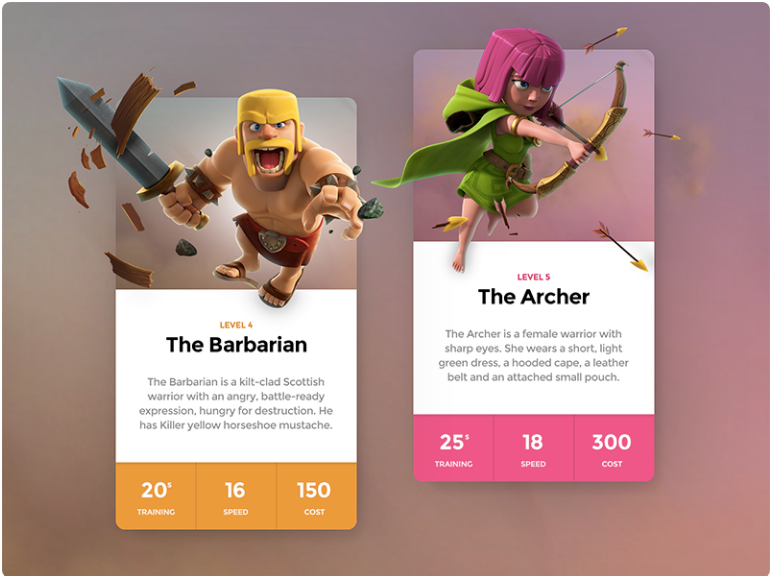 LEVEL 4
The Barbarian
The Barbarian is a kilt-clad Scottish
warrior with an angry, battle-ready
expression, hungry for destruction. He
has Killer yellow horseshoe mustache.
20s 16 150
TRAINING SPEED COST
LEVEL 5
The Archer
The Archer is a female warrior with
sharp eyes. She wears a short, light
green dress, a hooded cape, a leather
belt and an attached small pouch.
25s 18 300
TRAINING SPEED COST